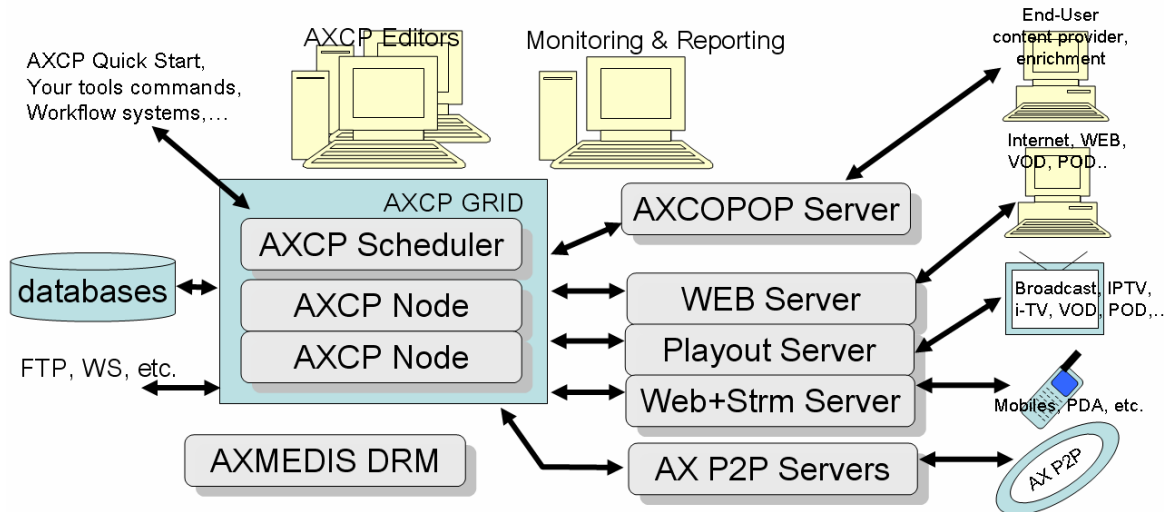 AXCP Quick Start,
Your tools commands,
Workflow systems,...
AXCP Editors
Monitoring & Reporting
End-User
content provider,
enrichment
Internet, WEB,
VOD, POD..
AXCP GRID
AXCP Scheduler
AXCP Node
AXCP Node
databases
FTP, WS, etc.
AXMEDIS DRM
AXCOPOP Server
WEB Server
Playout Server
Web+Strm Server
AX P2P Servers
Broadcast, IPTV,
i-TV, VOD, POD,..
Mobiles, PDA, etc.
AX P2P